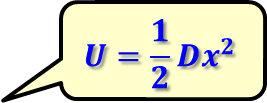 U = 1/2 Dx²